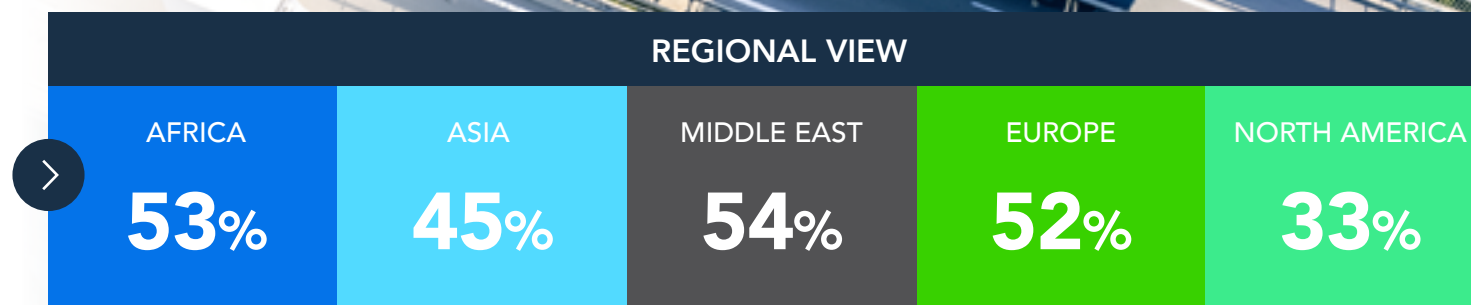 REGIONAL VIEW
AFRICA
53%
ASIA
45%
MIDDLE EAST
54%
EUROPE
52%
NORTH AMERICA
33%